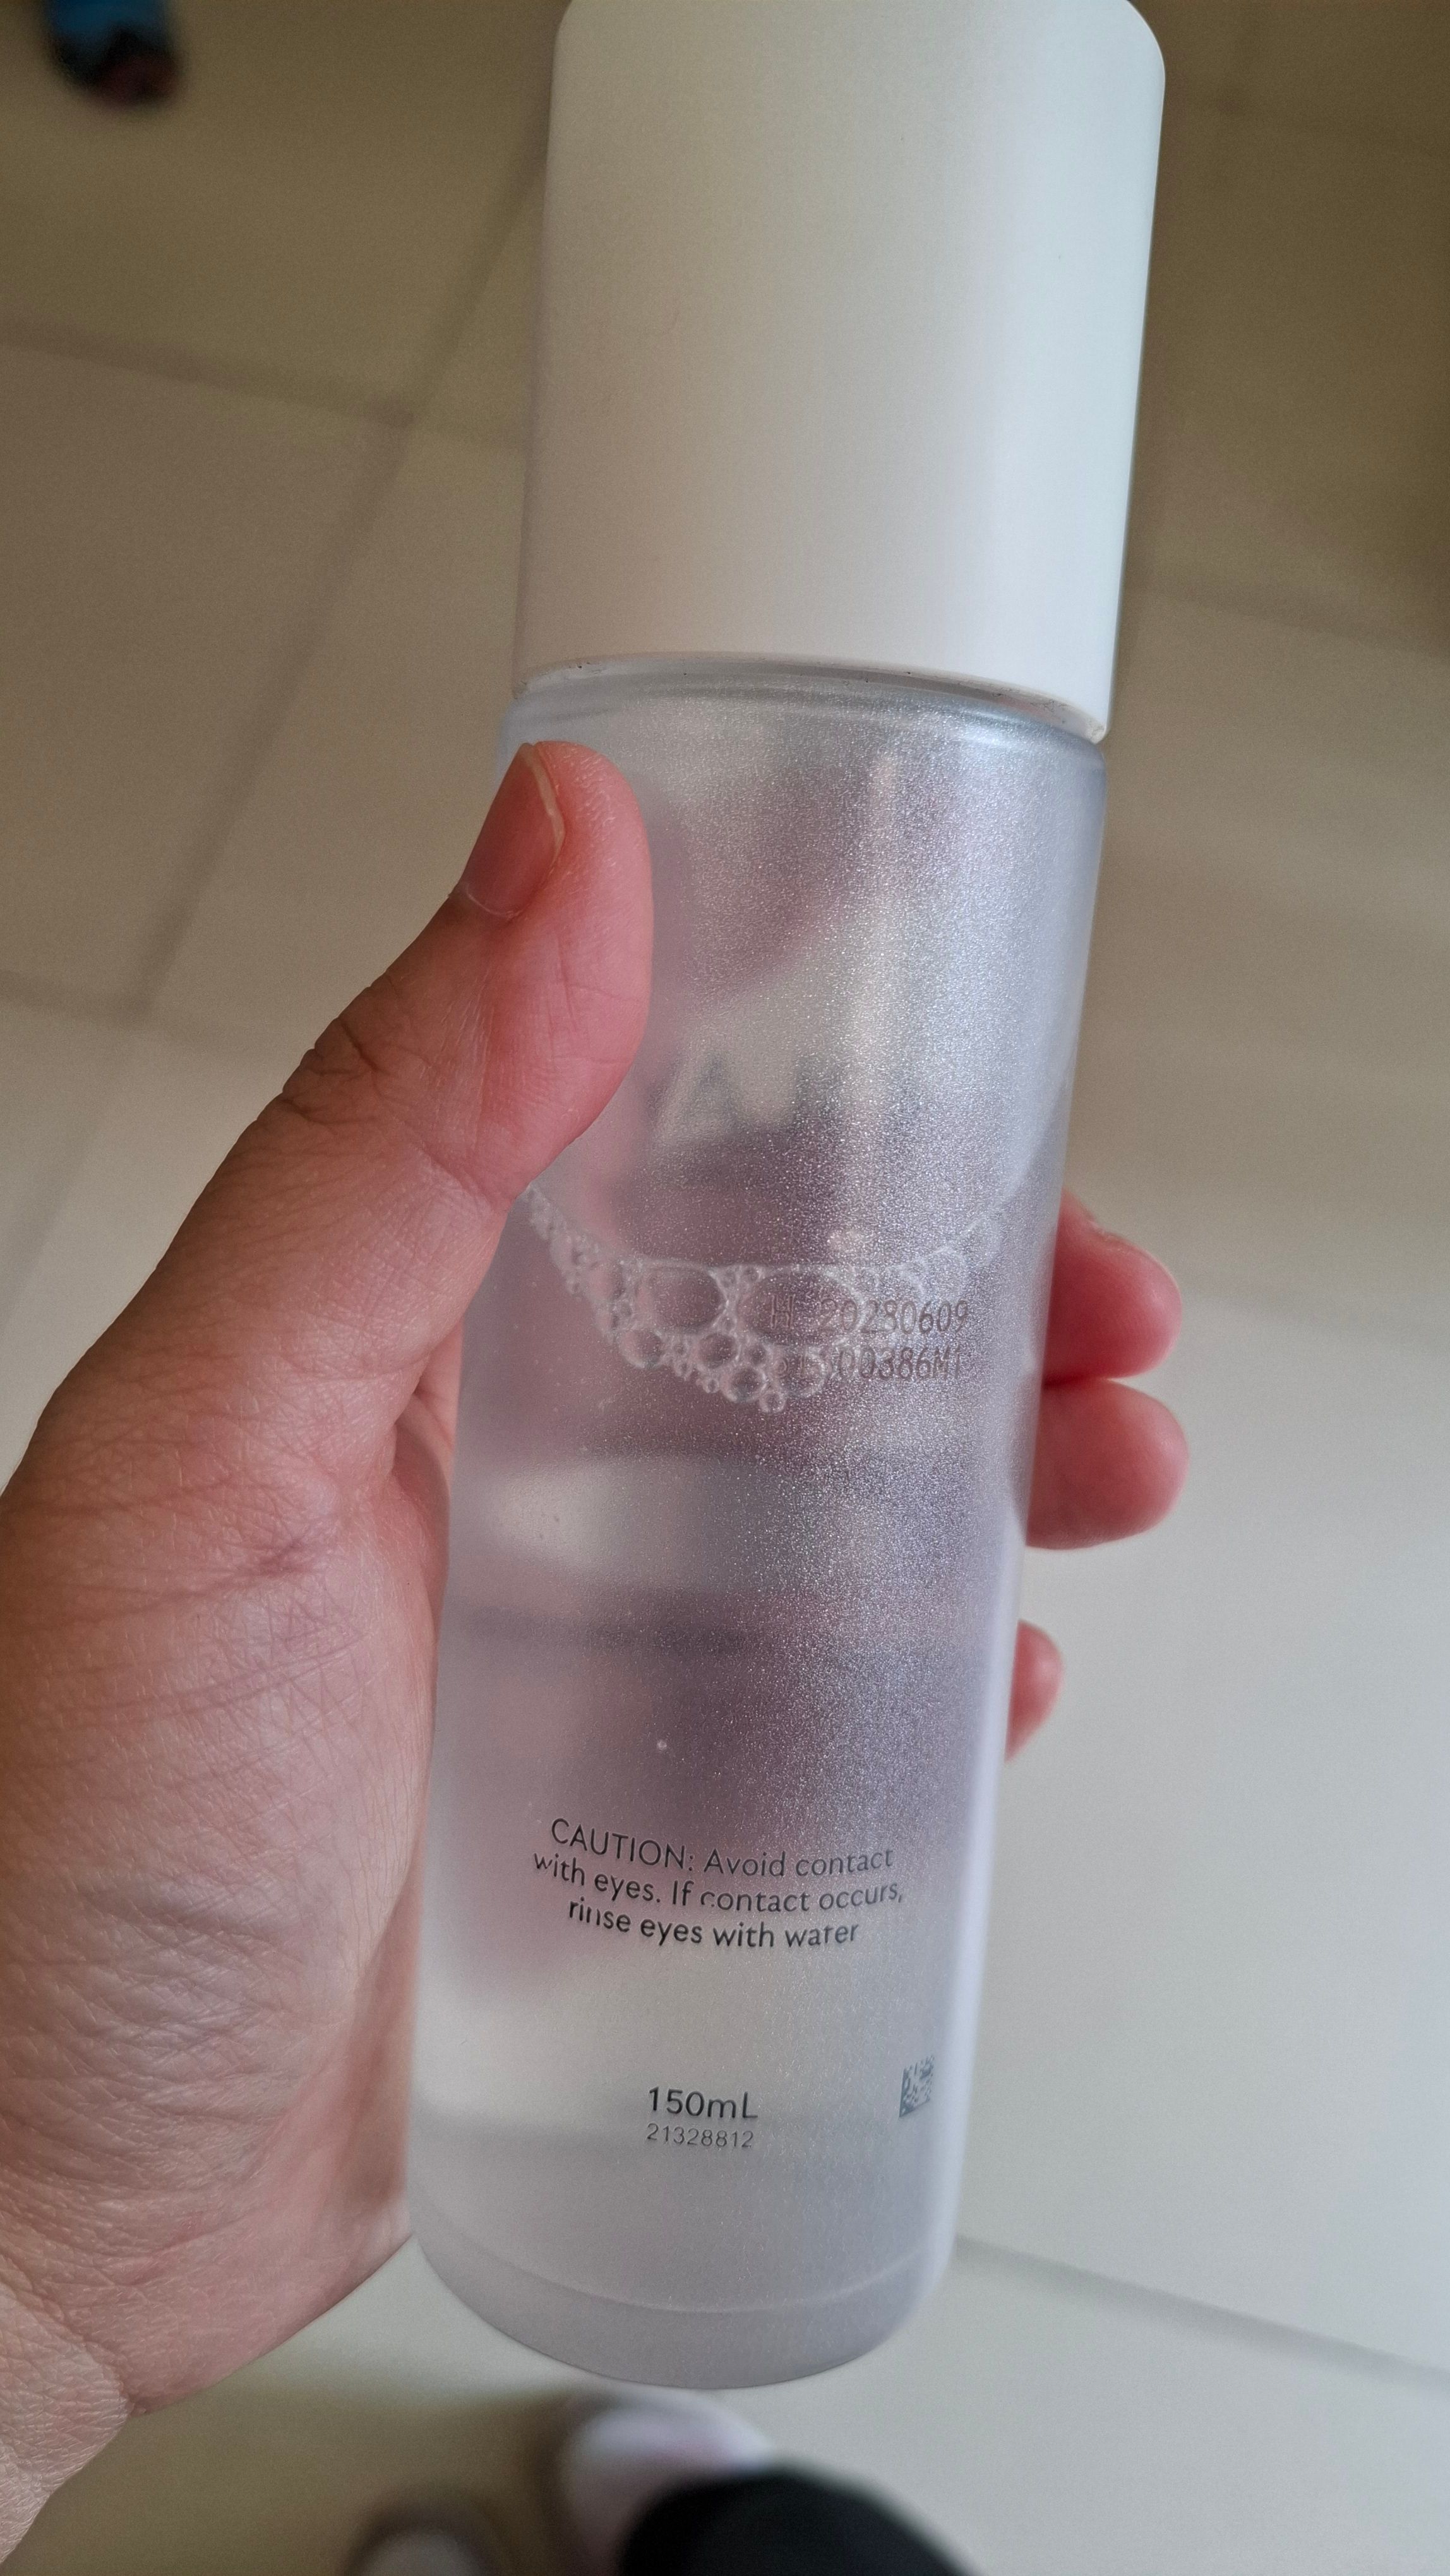 H 20280609
00386M1
CAUTION: Avoid contact
with eyes. If contact occurs,
rinse eyes with water
150mL
21328812